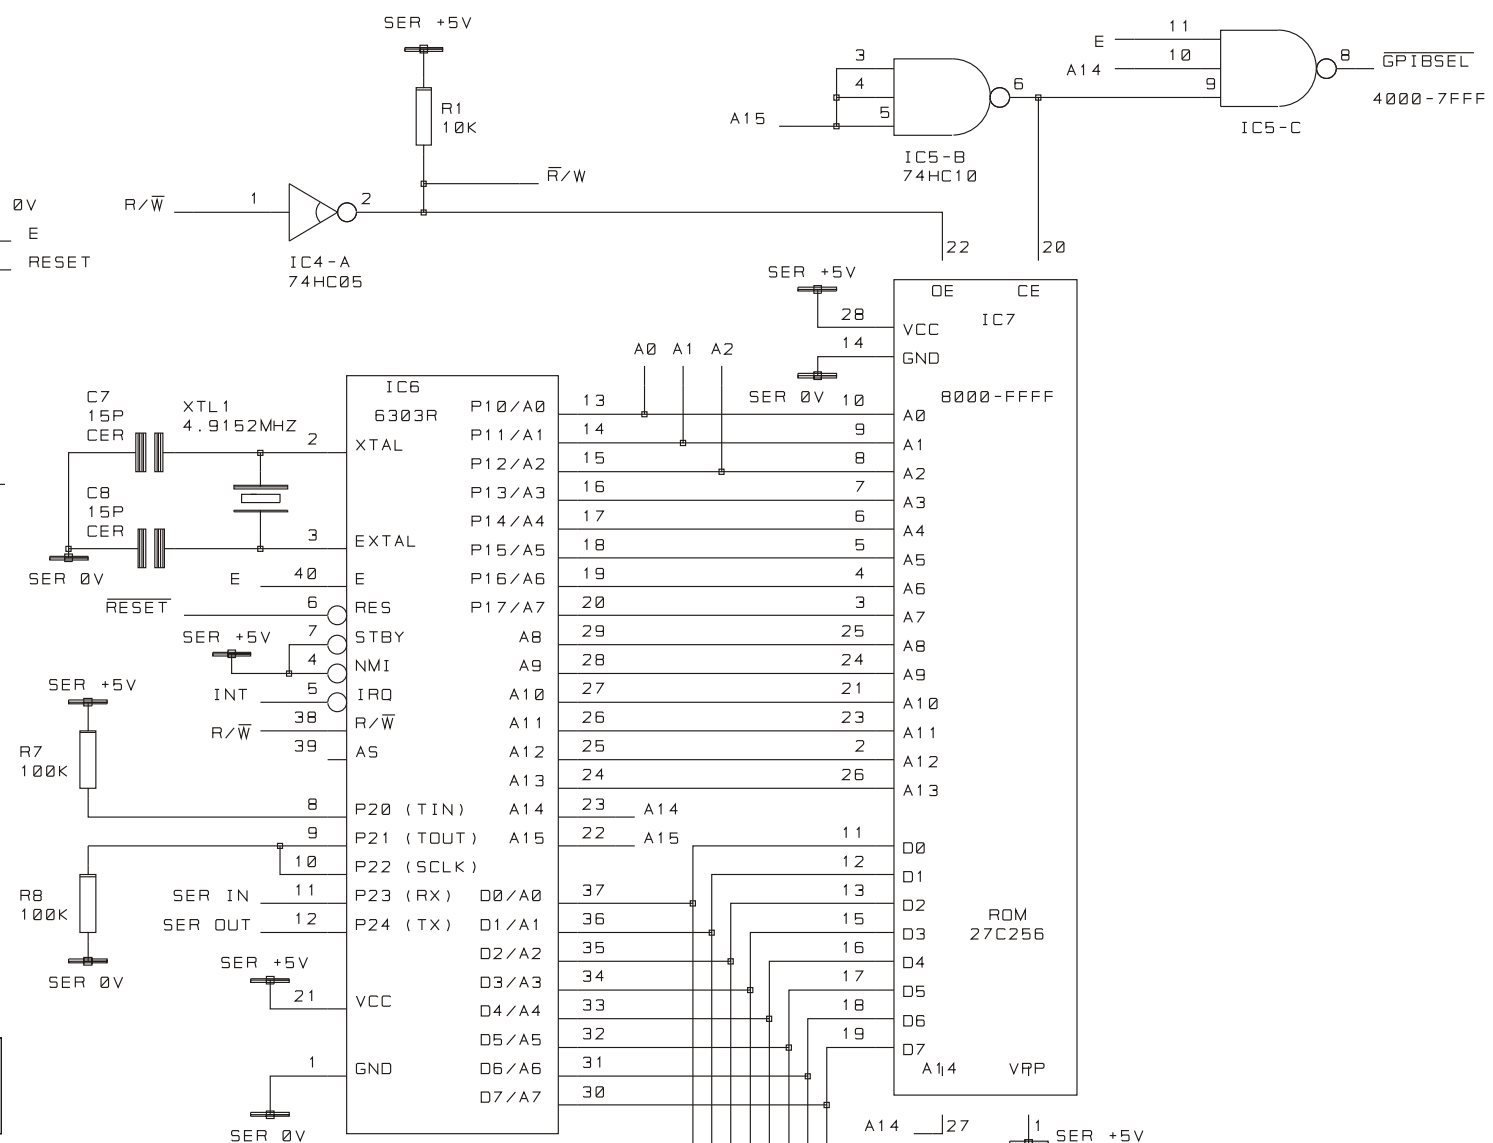 SER +5V
R1
10K
R̅/W
R/W̅
1
2
IC4-A
74HC05
0V
E
RESET
3
4
5
6
A15
IC5-B
74HC10
E
11
A14
10
9
8
GPIBSEL
4000-7FFF
IC5-C
22
20
SER +5V
OE
CE
IC7
28
VCC
14
GND
SER 0V
8000-FFFF
A0
A1
A2
C7
15P
CER
XTL1
4.9152MHZ
C8
15P
CER
SER 0V
IC6
6303R
2
XTAL
3
EXTAL
E
40
E
RESET
6
RES
SER +5V
7
STBY
4
NMI
INT
5
IRQ
R/W̅
38
R/W̅
39
AS
SER +5V
R7
100K
8
P20 (TIN)
9
P21 (TOUT)
10
P22 (SCLK)
R8
100K
SER 0V
SER IN
11
P23 (RX)
SER OUT
12
P24 (TX)
SER +5V
21
VCC
1
GND
SER 0V
P10/A0
13
10
A0
P11/A1
14
9
A1
P12/A2
15
8
A2
P13/A3
16
7
A3
P14/A4
17
6
A4
P15/A5
18
5
A5
P16/A6
19
4
A6
P17/A7
20
3
A7
A8
29
25
A8
A9
28
24
A9
A10
27
21
A10
A11
26
23
A11
A12
25
2
A12
A13
24
26
A13
A14
23
A14
A15
22
A15
11
D0
12
D1
13
D2
15
D3
16
D4
17
D5
18
D6
19
D7
D0/A0
37
D1/A1
36
D2/A2
35
D3/A3
34
D4/A4
33
D5/A5
32
D6/A6
31
D7/A7
30
ROM
27C256
A14
VPP
A14
27
1
SER +5V